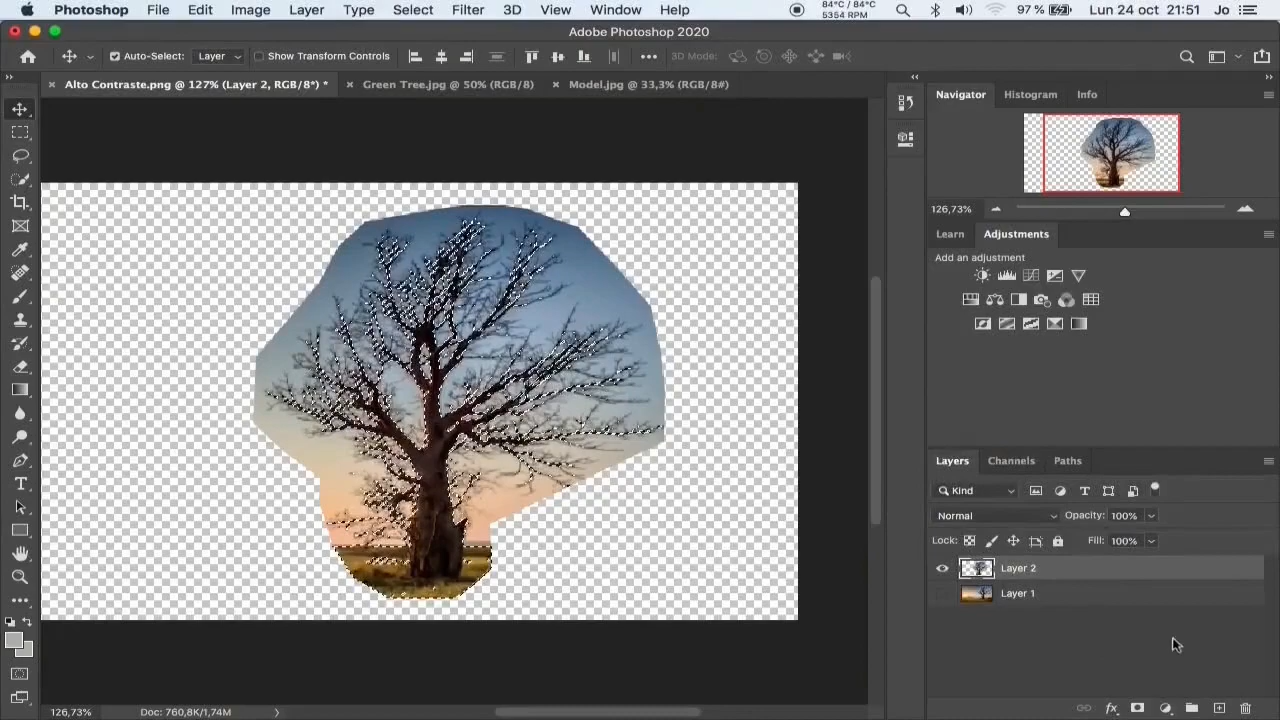 Photoshop File Edit Image Layer Type Select Filter 3D View Window Help 84°C / 84°C 5354 RPM 97 % Lun 24 oct 21:51 Jo
Adobe Photoshop 2020
Auto-Select: Layer Show Transform Controls 3D Mode:
Alto Contraste.png @ 127% (Layer 2, RGB/8*) * Green Tree.jpg @ 50% (RGB/8) Model.jpg @ 33,3% (RGB/8#)
Navigator Histogram Info
126,73%
Learn Adjustments
Add an adjustment
Layers Channels Paths
Kind
Normal Opacity: 100%
Lock: Fill: 100%
Layer 2
Layer 1
126,73% Doc: 760,8K/1,74M